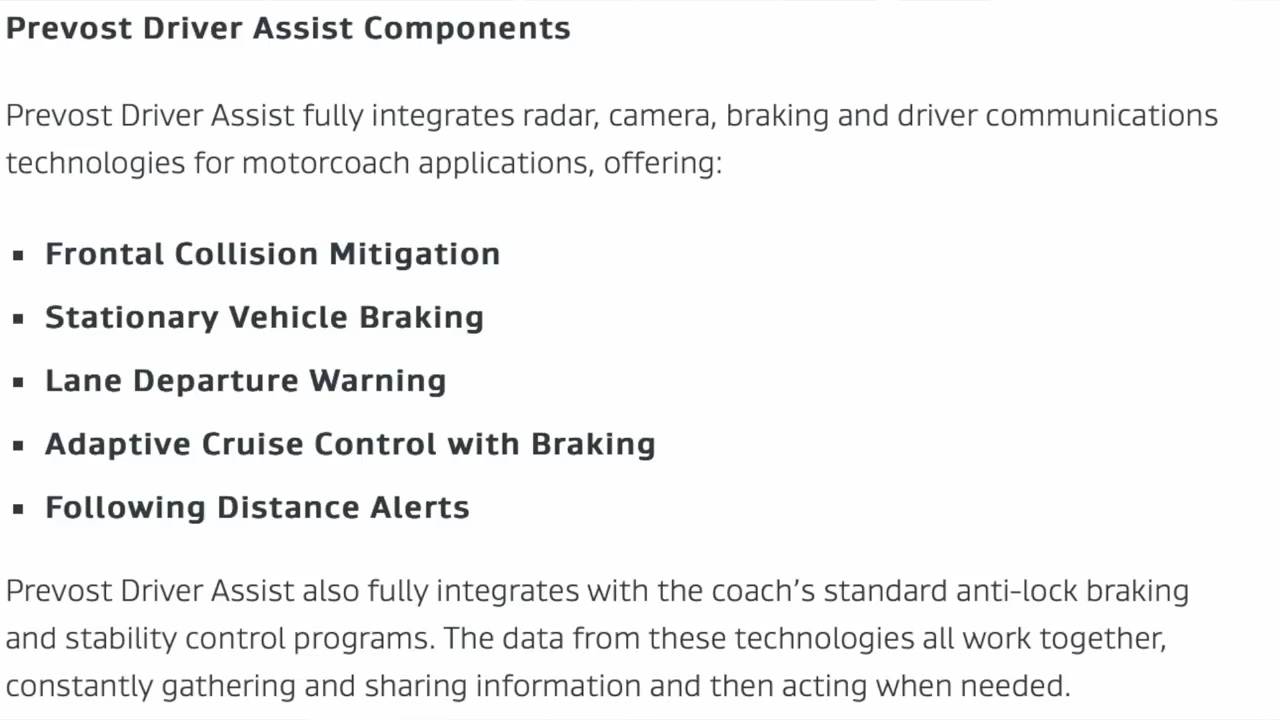 Prevost Driver Assist Components
Prevost Driver Assist fully integrates radar, camera, braking and driver communications
technologies for motorcoach applications, offering:
▪ Frontal Collision Mitigation
▪ Stationary Vehicle Braking
▪ Lane Departure Warning
▪ Adaptive Cruise Control with Braking
▪ Following Distance Alerts
Prevost Driver Assist also fully integrates with the coach’s standard anti-lock braking
and stability control programs. The data from these technologies all work together,
constantly gathering and sharing information and then acting when needed.